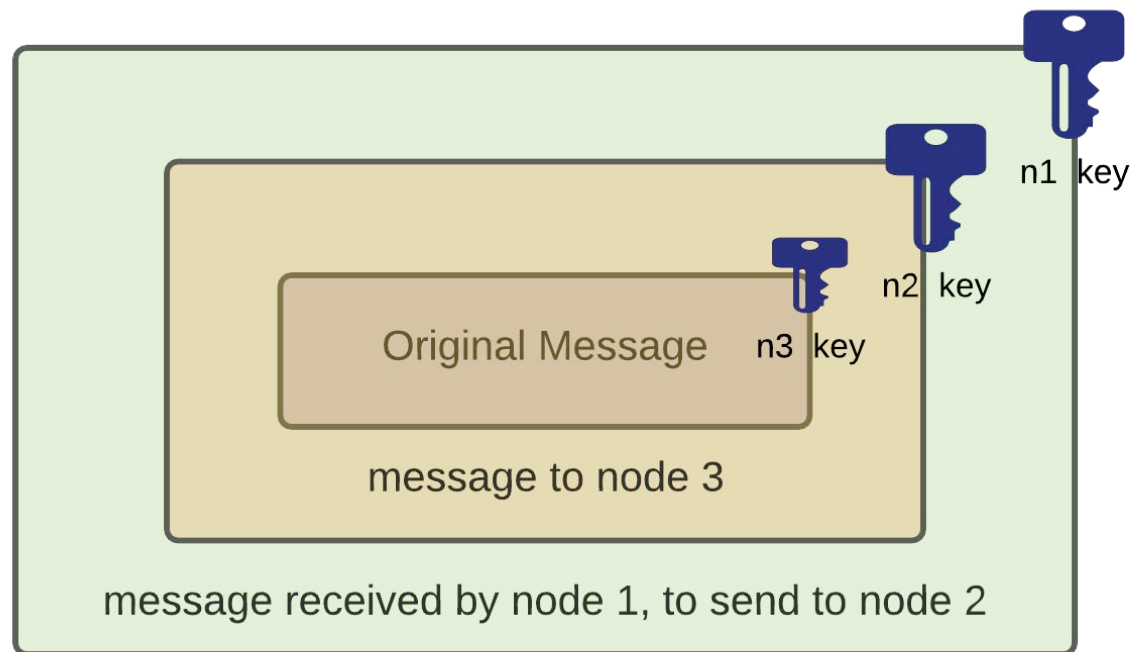 n1 key
n2 key
Original Message
n3 key
message to node 3
message received by node 1, to send to node 2